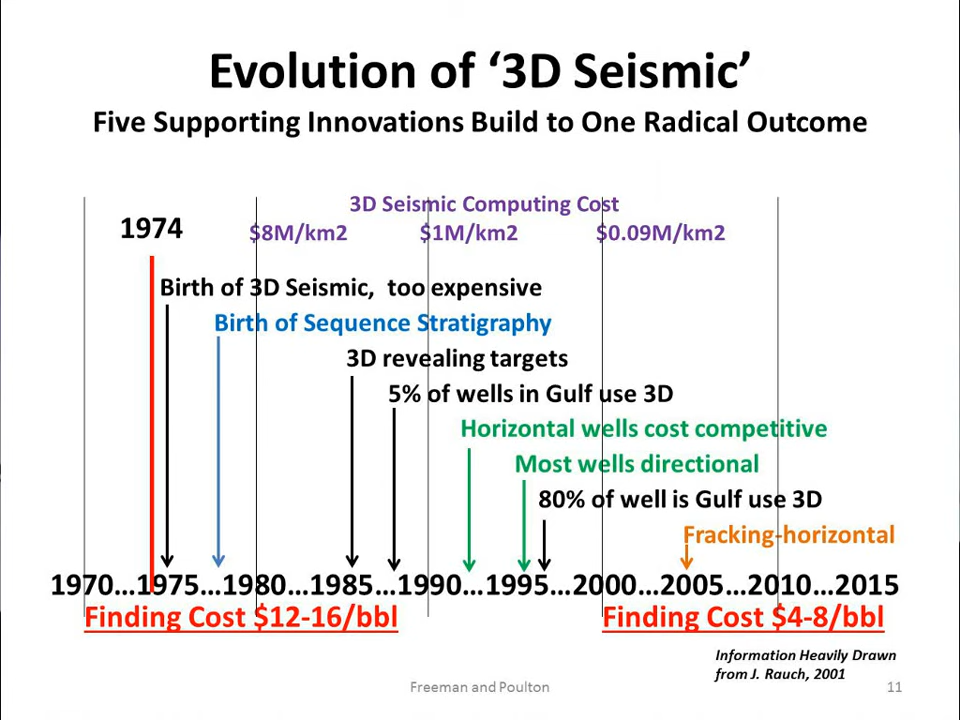 Evolution of ‘3D Seismic’
Five Supporting Innovations Build to One Radical Outcome
3D Seismic Computing Cost
1974
$8M/km2 $1M/km2 $0.09M/km2
Birth of 3D Seismic, too expensive
Birth of Sequence Stratigraphy
3D revealing targets
5% of wells in Gulf use 3D
Horizontal wells cost competitive
Most wells directional
80% of well is Gulf use 3D
Fracking-horizontal
1970…1975…1980…1985…1990…1995…2000…2005…2010…2015
Finding Cost $12-16/bbl Finding Cost $4-8/bbl
Information Heavily Drawn
from J. Rauch, 2001
Freeman and Poulton 11